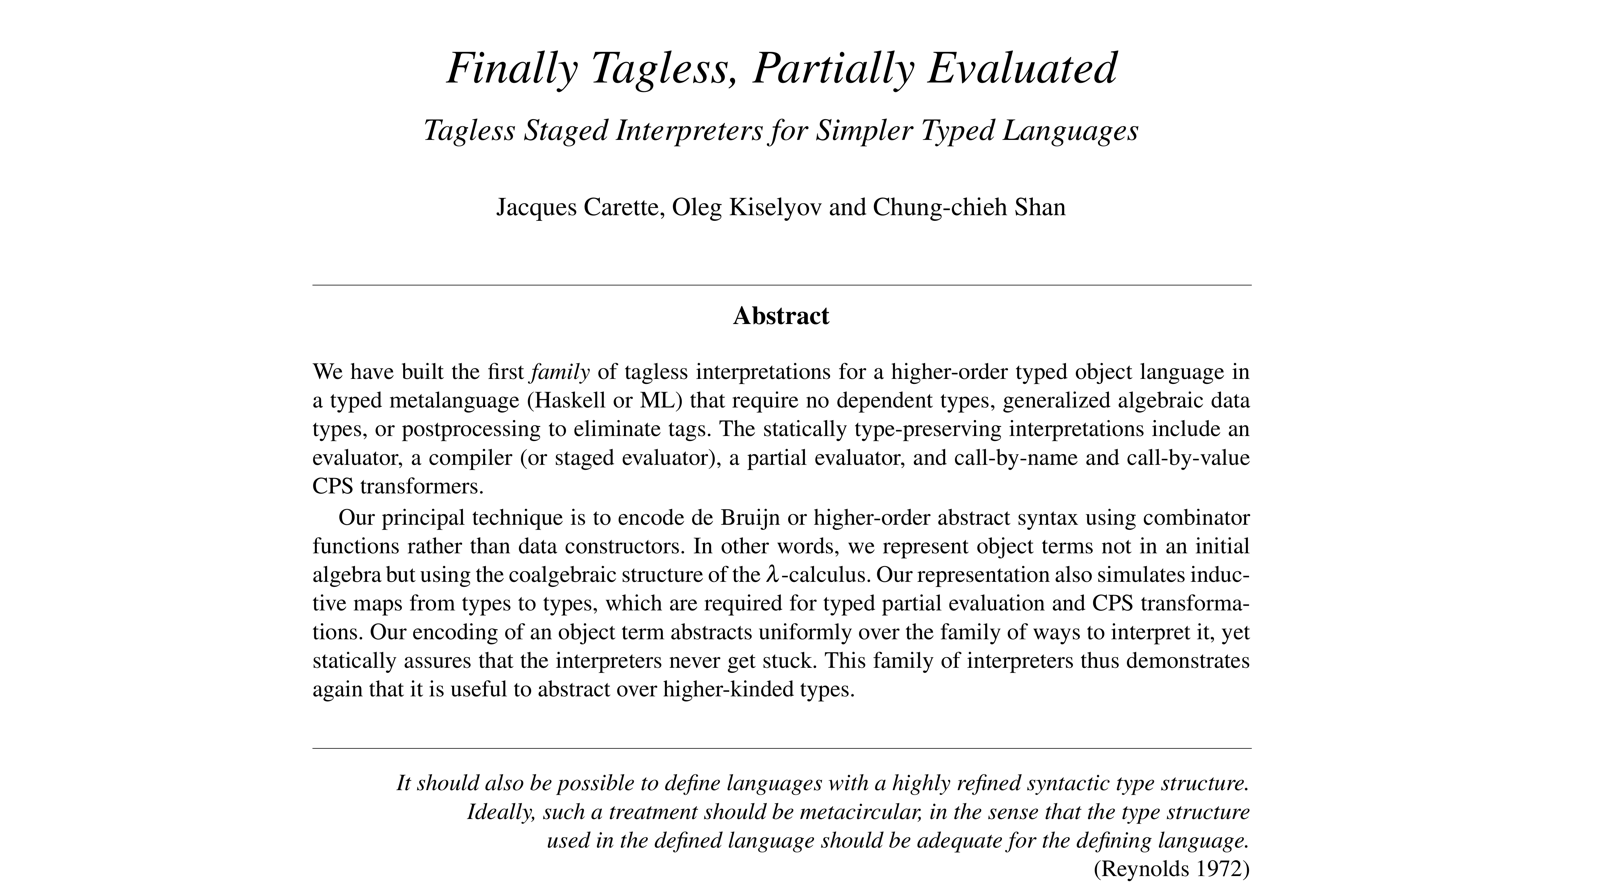 Finally Tagless, Partially Evaluated
Tagless Staged Interpreters for Simpler Typed Languages
Jacques Carette, Oleg Kiselyov and Chung-chieh Shan
Abstract
We have built the first family of tagless interpretations for a higher-order typed object language in
a typed metalanguage (Haskell or ML) that require no dependent types, generalized algebraic data
types, or postprocessing to eliminate tags. The statically type-preserving interpretations include an
evaluator, a compiler (or staged evaluator), a partial evaluator, and call-by-name and call-by-value
CPS transformers.
Our principal technique is to encode de Bruijn or higher-order abstract syntax using combinator
functions rather than data constructors. In other words, we represent object terms not in an initial
algebra but using the coalgebraic structure of the λ-calculus. Our representation also simulates induc-
tive maps from types to types, which are required for typed partial evaluation and CPS transforma-
tions. Our encoding of an object term abstracts uniformly over the family of ways to interpret it, yet
statically assures that the interpreters never get stuck. This family of interpreters thus demonstrates
again that it is useful to abstract over higher-kinded types.
It should also be possible to define languages with a highly refined syntactic type structure.
Ideally, such a treatment should be metacircular, in the sense that the type structure
used in the defined language should be adequate for the defining language.
(Reynolds 1972)